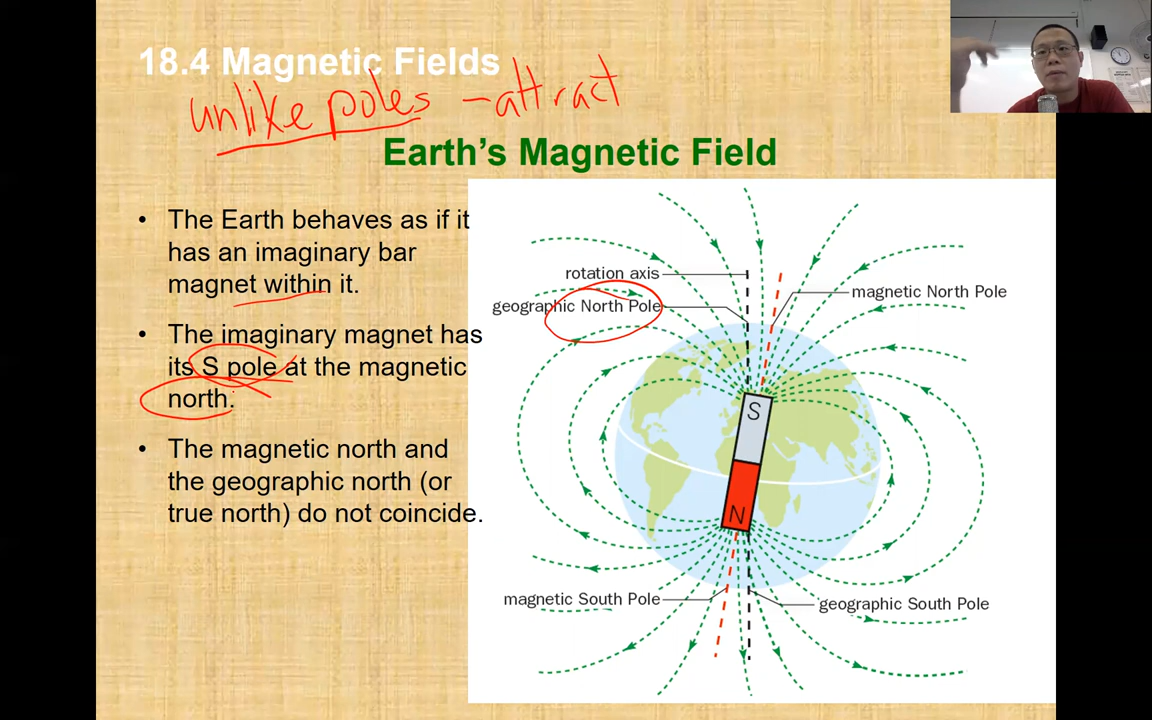 18.4 Magnetic Fields
unlike poles - attract
Earth's Magnetic Field
• The Earth behaves as if it
has an imaginary bar
magnet within it.
• The imaginary magnet has
its S pole at the magnetic
north.
• The magnetic north and
the geographic north (or
true north) do not coincide.
rotation axis
geographic North Pole
magnetic North Pole
S
N
magnetic South Pole
geographic South Pole